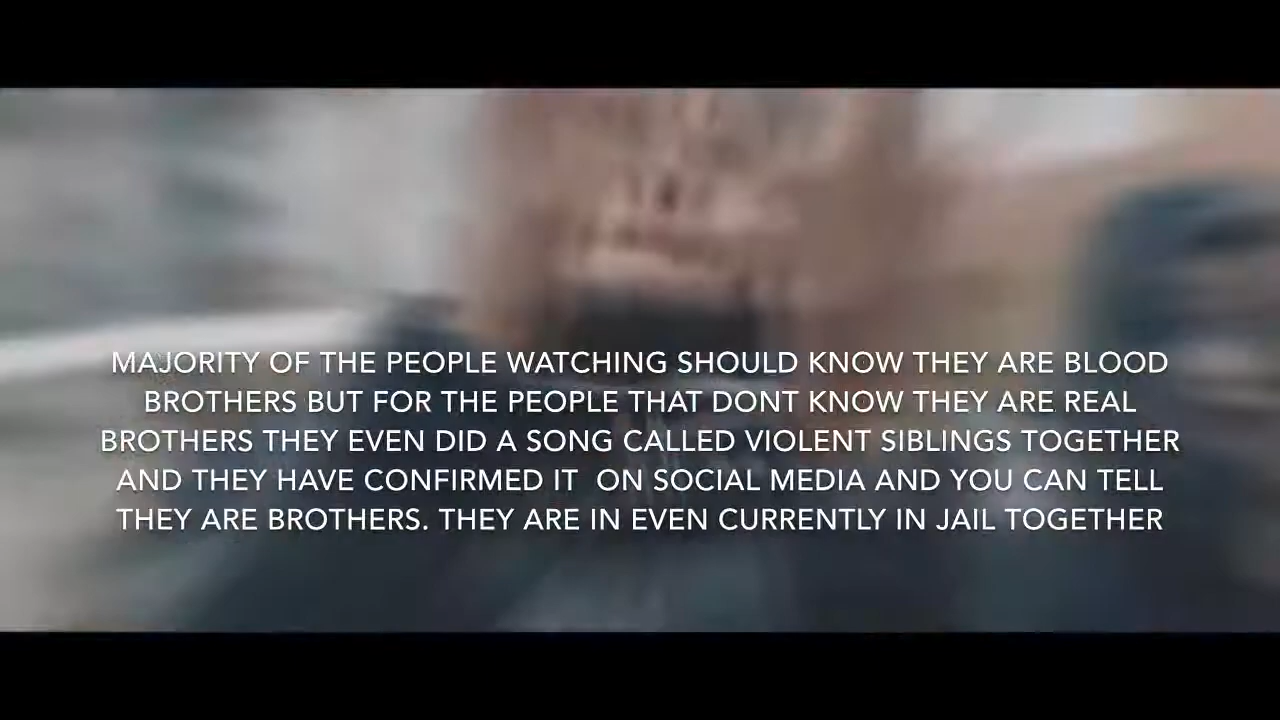 MAJORITY OF THE PEOPLE WATCHING SHOULD KNOW THEY ARE BLOOD
BROTHERS BUT FOR THE PEOPLE THAT DONT KNOW THEY ARE REAL
BROTHERS THEY EVEN DID A SONG CALLED VIOLENT SIBLINGS TOGETHER
AND THEY HAVE CONFIRMED IT  ON SOCIAL MEDIA AND YOU CAN TELL
THEY ARE BROTHERS. THEY ARE IN EVEN CURRENTLY IN JAIL TOGETHER